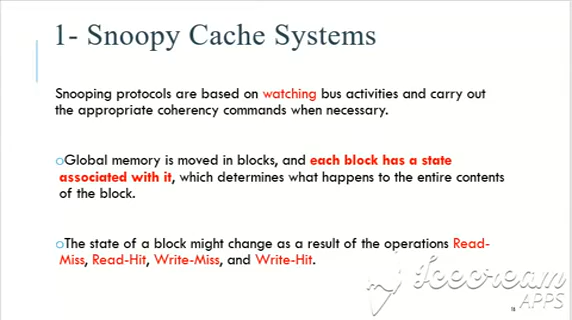 1- Snoopy Cache Systems
Snooping protocols are based on watching bus activities and carry out
the appropriate coherency commands when necessary.
oGlobal memory is moved in blocks, and each block has a state
associated with it, which determines what happens to the entire contents
of the block.
oThe state of a block might change as a result of the operations Read-
Miss, Read-Hit, Write-Miss, and Write-Hit.
Icecream
APPS